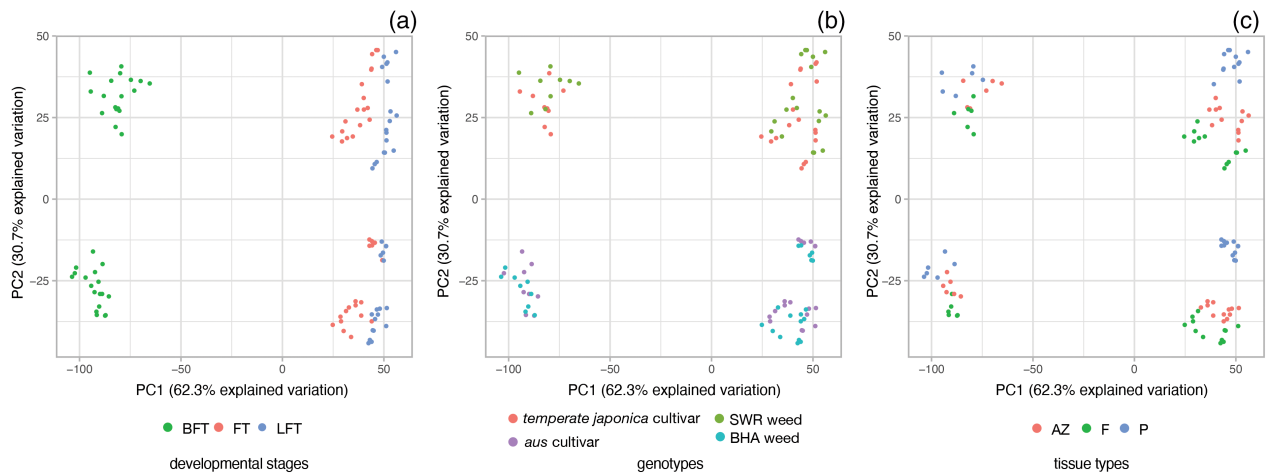 (a)
50
25
0
−25
−100
−50
0
50
PC2 (30.7% explained variation)
PC1 (62.3% explained variation)
BFT FT LFT
developmental stages
(b)
50
25
0
−25
−100
−50
0
50
PC2 (30.7% explained variation)
PC1 (62.3% explained variation)
temperate japonica cultivar
SWR weed
aus cultivar
BHA weed
genotypes
(c)
50
25
0
−25
−100
−50
0
50
PC2 (30.7% explained variation)
PC1 (62.3% explained variation)
AZ F P
tissue types